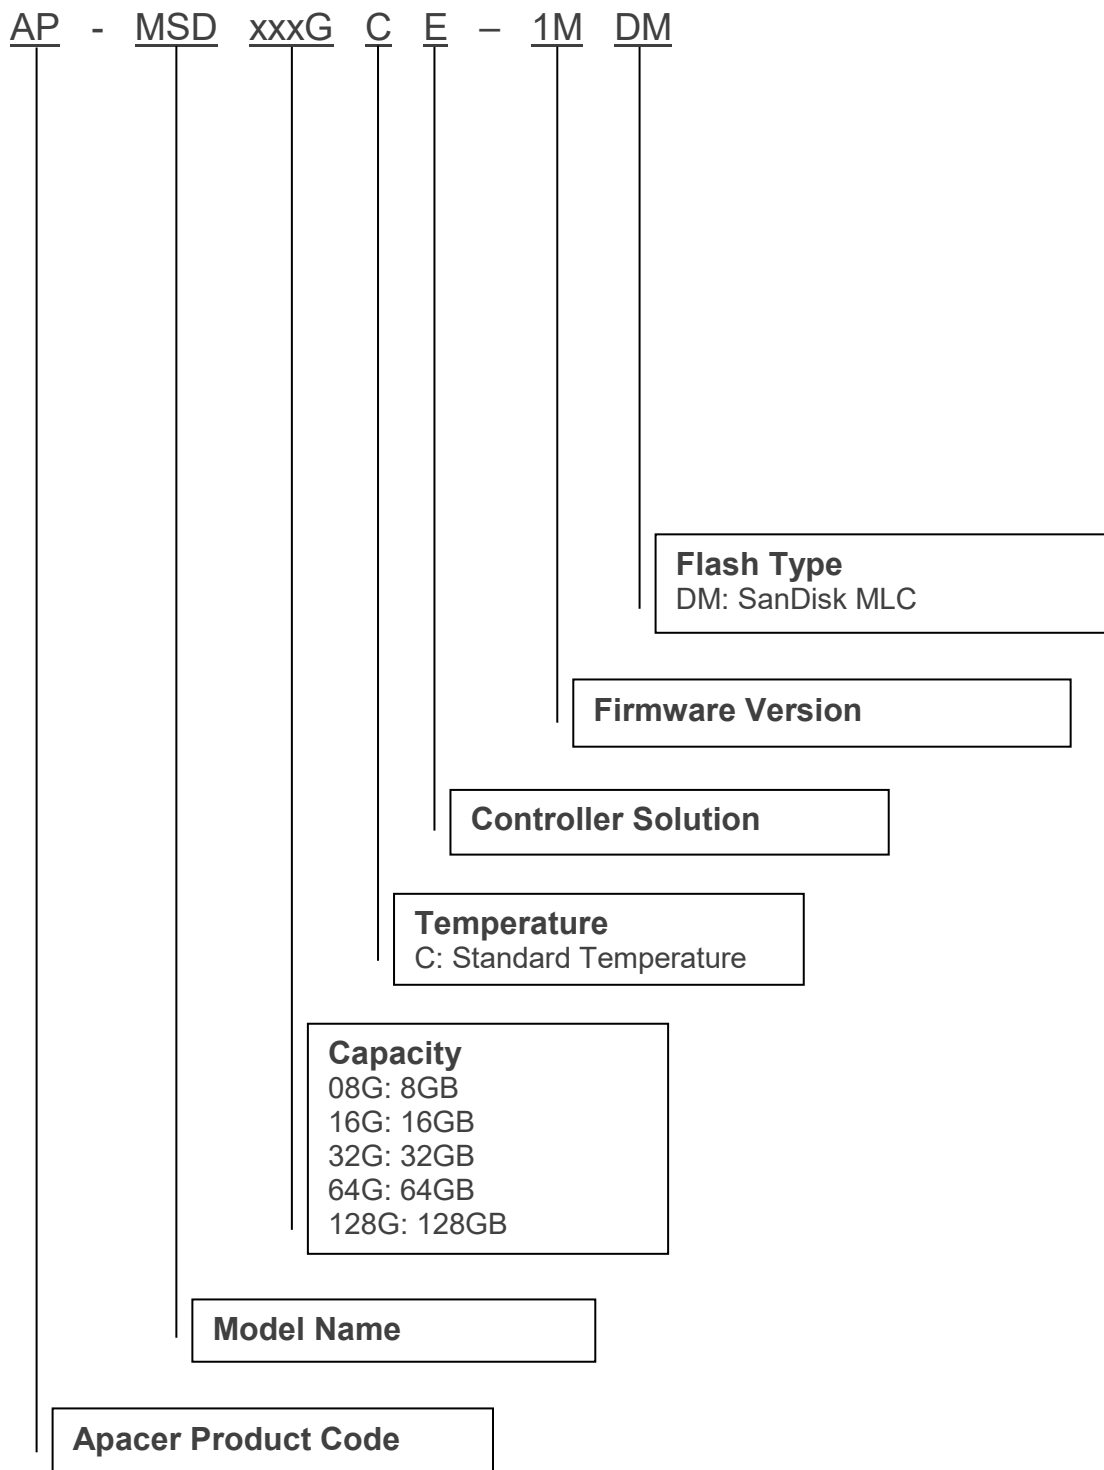 AP - MSD xxxG C E – 1M DM
Flash Type
DM: SanDisk MLC
Firmware Version
Controller Solution
Temperature
C: Standard Temperature
Capacity
08G: 8GB
16G: 16GB
32G: 32GB
64G: 64GB
128G: 128GB
Model Name
Apacer Product Code